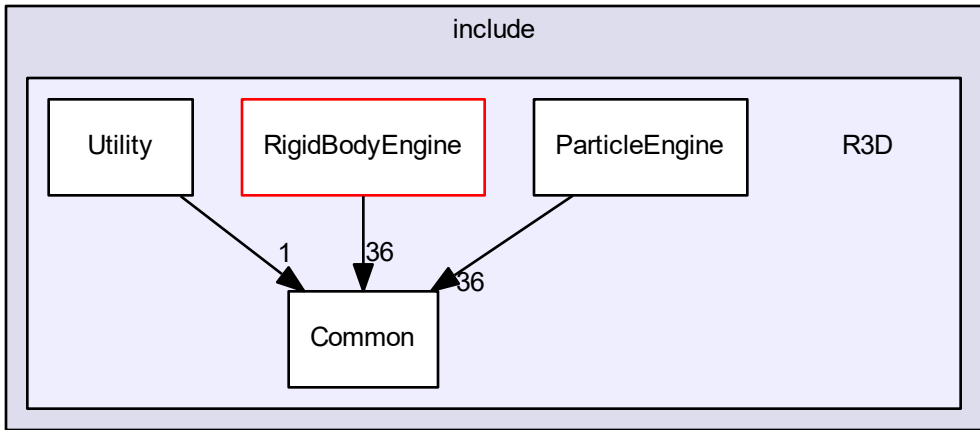 include
Utility
RigidBodyEngine
ParticleEngine
R3D
1
36
36
Common